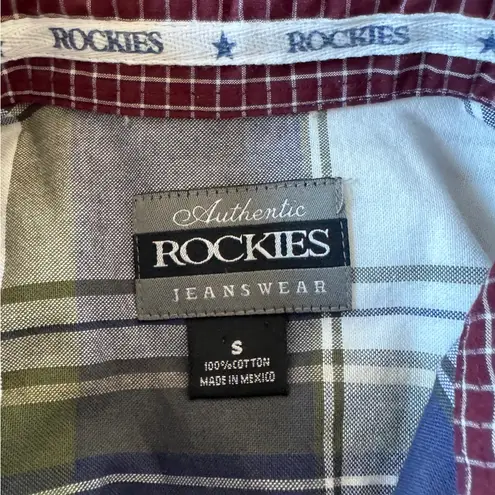 ROCKIES ★ ROCKIES
Authentic
ROCKIES
JEANSWEAR
S
100%COTTON
MADE IN MEXICO